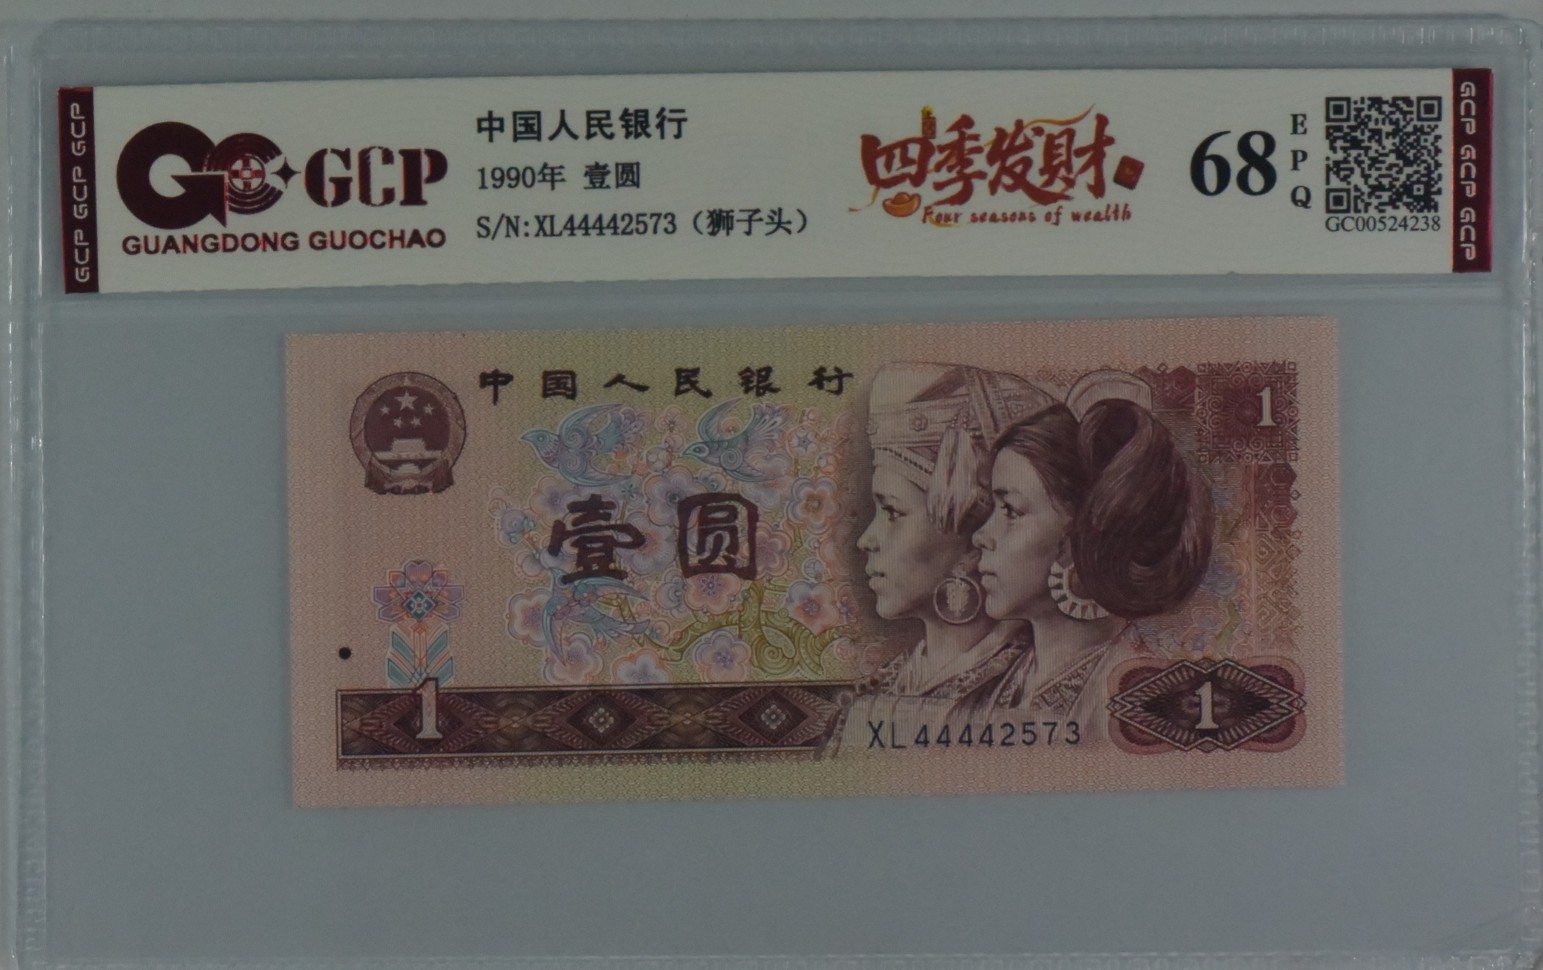 GCP GCP GCP
GCP
GUANGDONG GUOCHAO
中国人民银行
1990年 壹圆
S/N:XL44442573（狮子头）
四季发财
Four seasons of wealth
68
EPQ
GC00524238
GCP GCP GCP
中国人民银行
1
壹圆
1
XL44442573
1